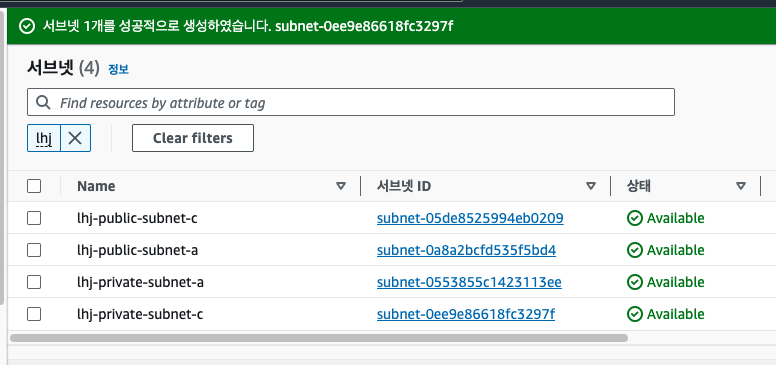 서브넷 1개를 성공적으로 생성하였습니다. subnet-0ee9e86618fc3297f
서브넷 (4) 정보
Find resources by attribute or tag
lhj
Clear filters
Name 서브넷 ID 상태
lhj-public-subnet-c subnet-05de8525994eb0209 Available
lhj-public-subnet-a subnet-0a8a2bcfd535f5bd4 Available
lhj-private-subnet-a subnet-0553855c1423113ee Available
lhj-private-subnet-c subnet-0ee9e86618fc3297f Available